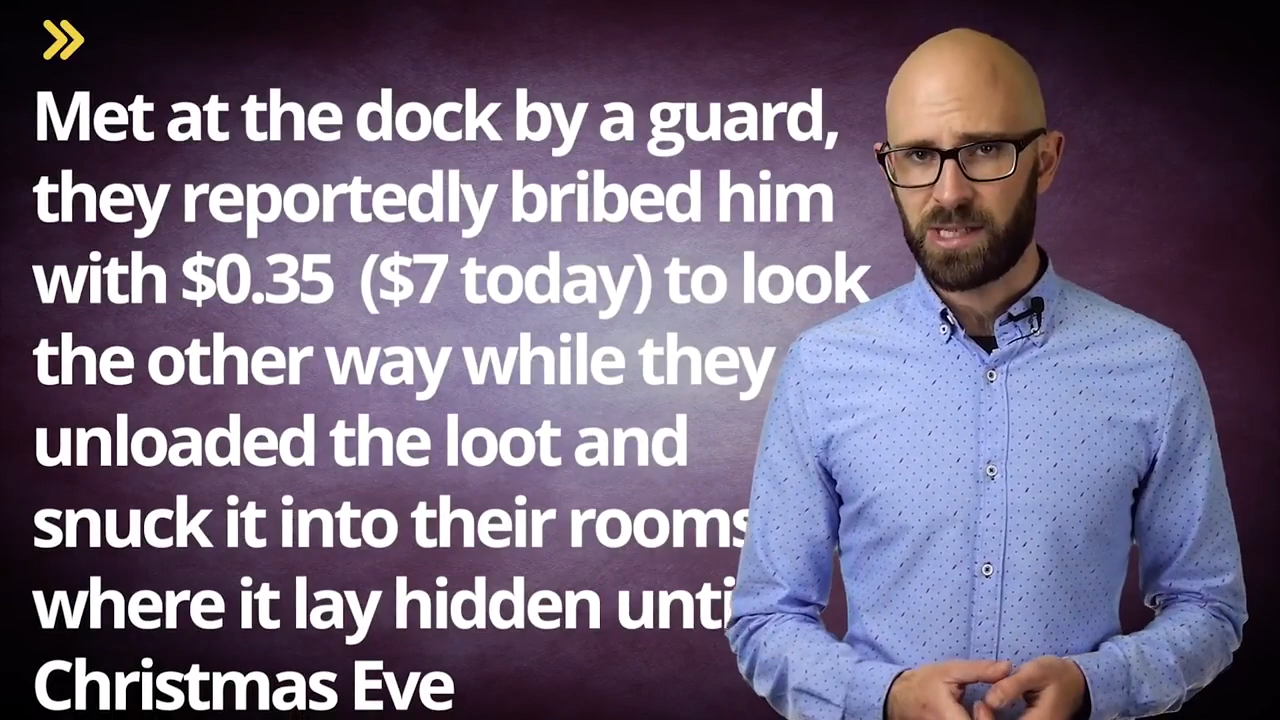 Met at the dock by a guard,
they reportedly bribed him
with $0.35 ($7 today) to look
the other way while they
unloaded the loot and
snuck it into their rooms
where it lay hidden unti
Christmas Eve